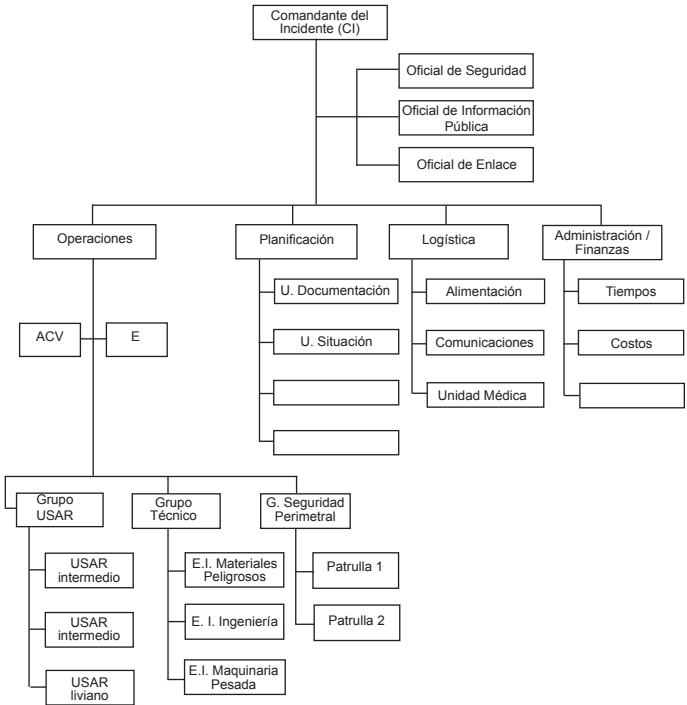 Comandante del
Incidente (CI)
Oficial de Seguridad
Oficial de Información
Pública
Oficial de Enlace
Operaciones
Planificación
Logística
Administración /
Finanzas
U. Documentación
Alimentación
Tiempos
ACV
E
U. Situación
Comunicaciones
Costos
Unidad Médica
Grupo
USAR
Grupo
Técnico
G. Seguridad
Perimetral
USAR
intermedio
E.I. Materiales
Peligrosos
Patrulla 1
USAR
intermedio
E. I. Ingeniería
Patrulla 2
USAR
liviano
E.I. Maquinaria
Pesada